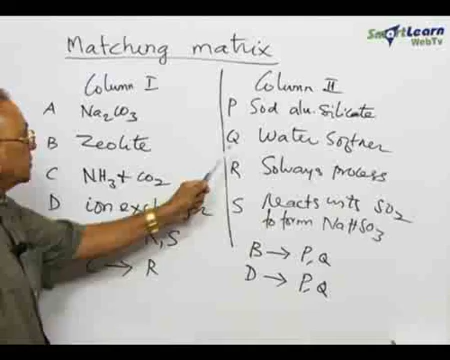 SmartLearn
WebTv
Matching matrix
Column I
A Na2CO3
B Zeolite
C NH3 + CO2
D ion
R, S
C → R
Column II
P Sod alu. silicate
Q Water Softner
R Solvays process
S Reacts with SO2
to form NaHSO3
B → P, Q
D → P, Q